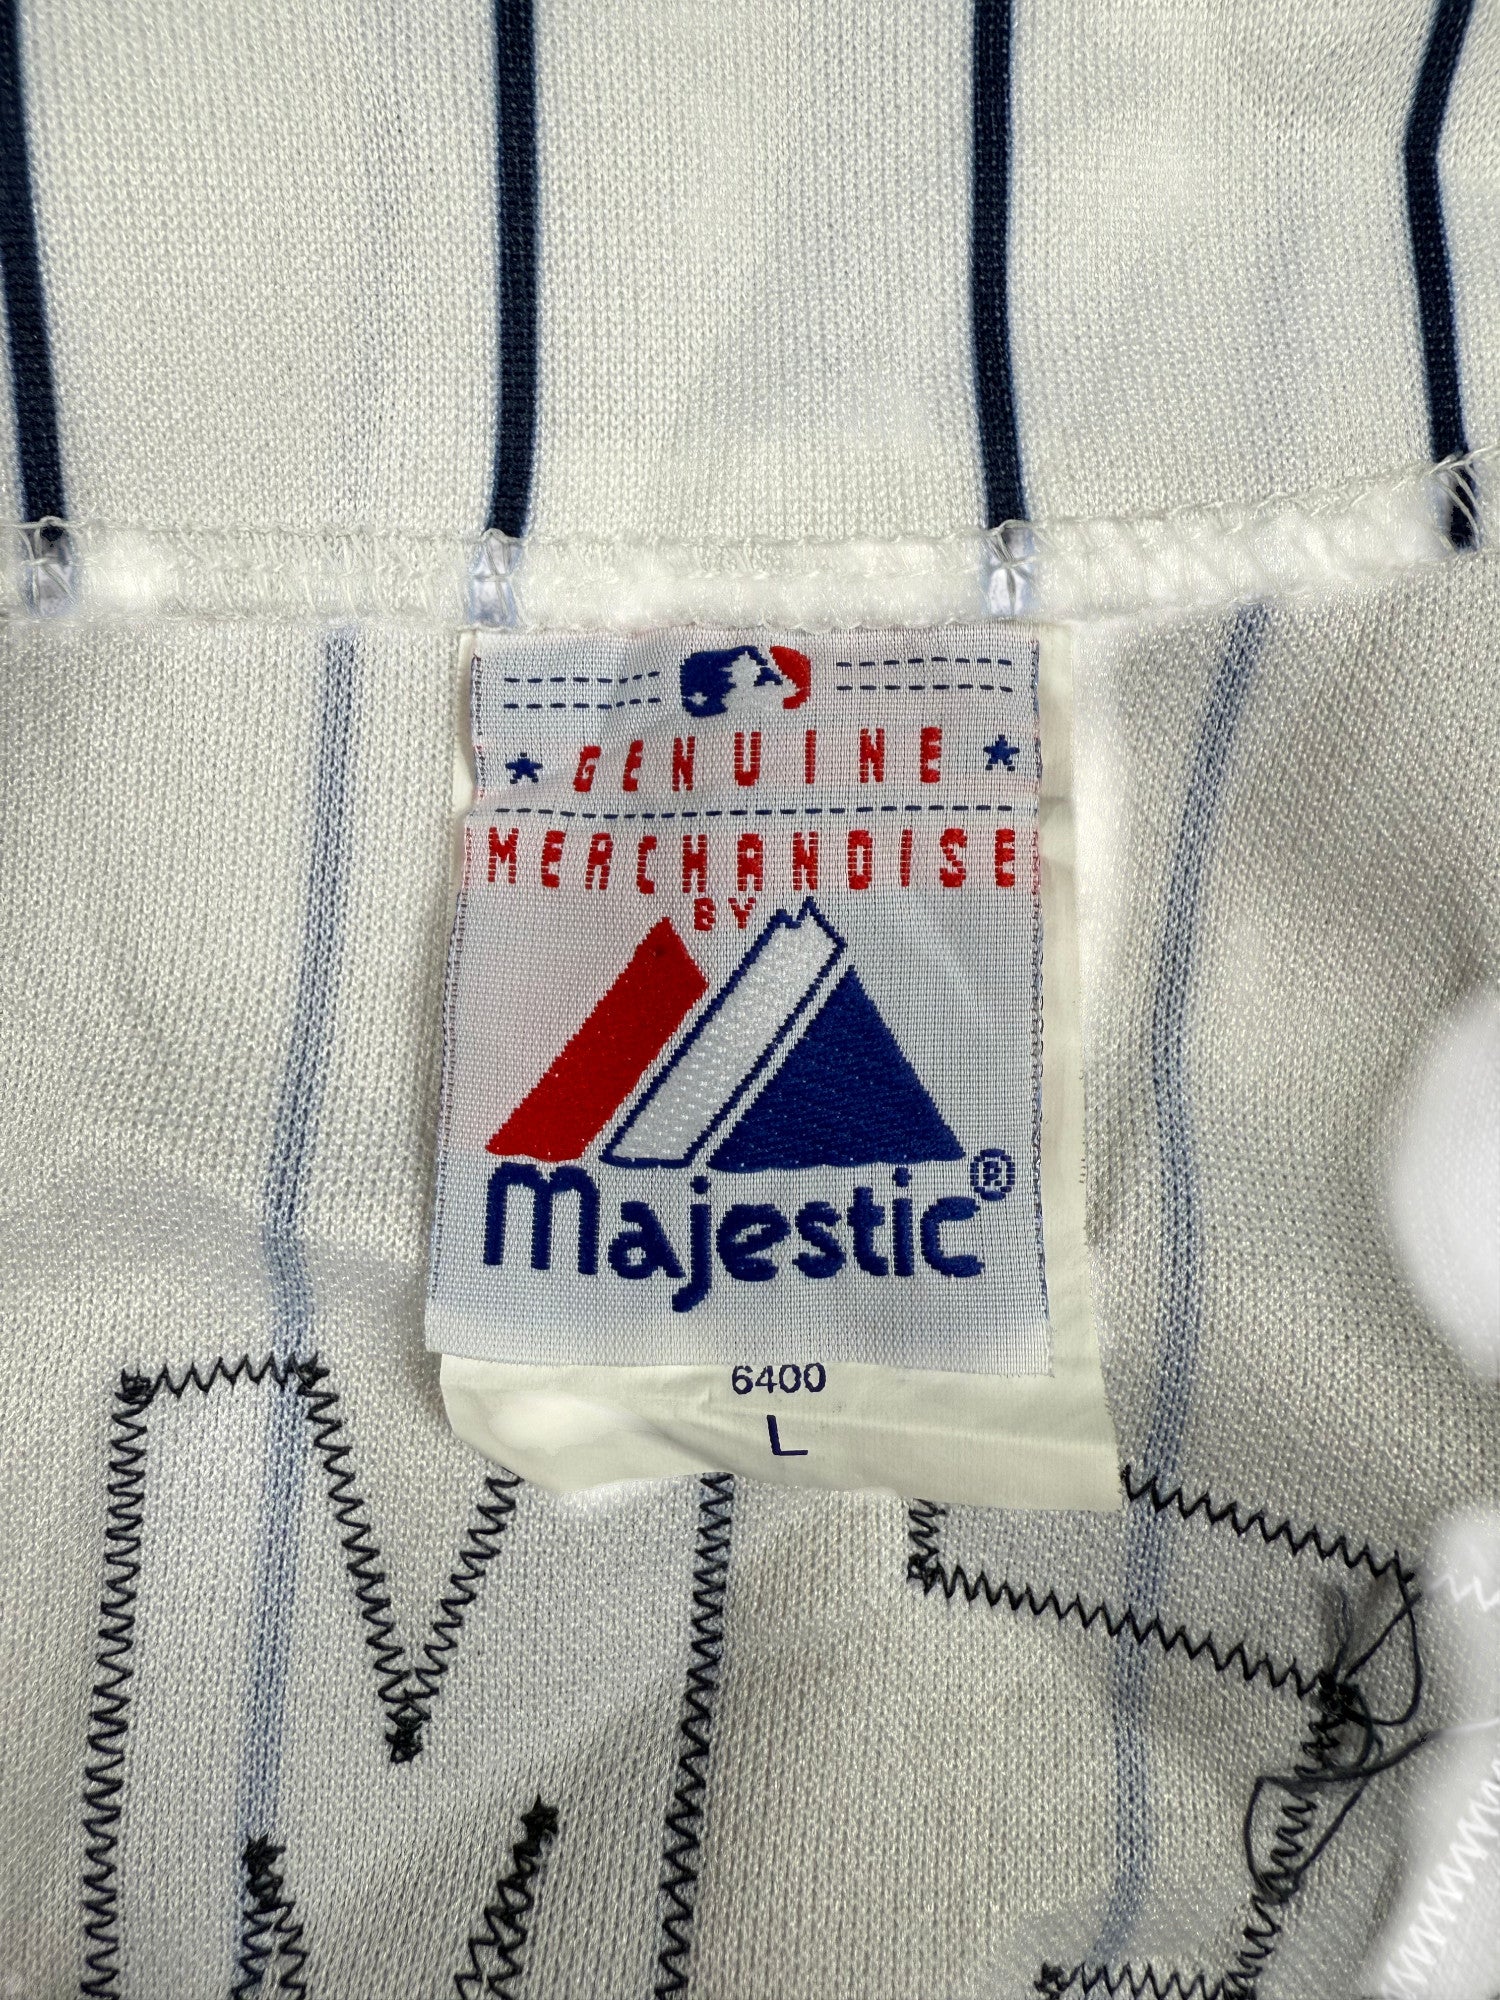 GENUINE
MERCHANDISE
BY
Majestic®
6400
L